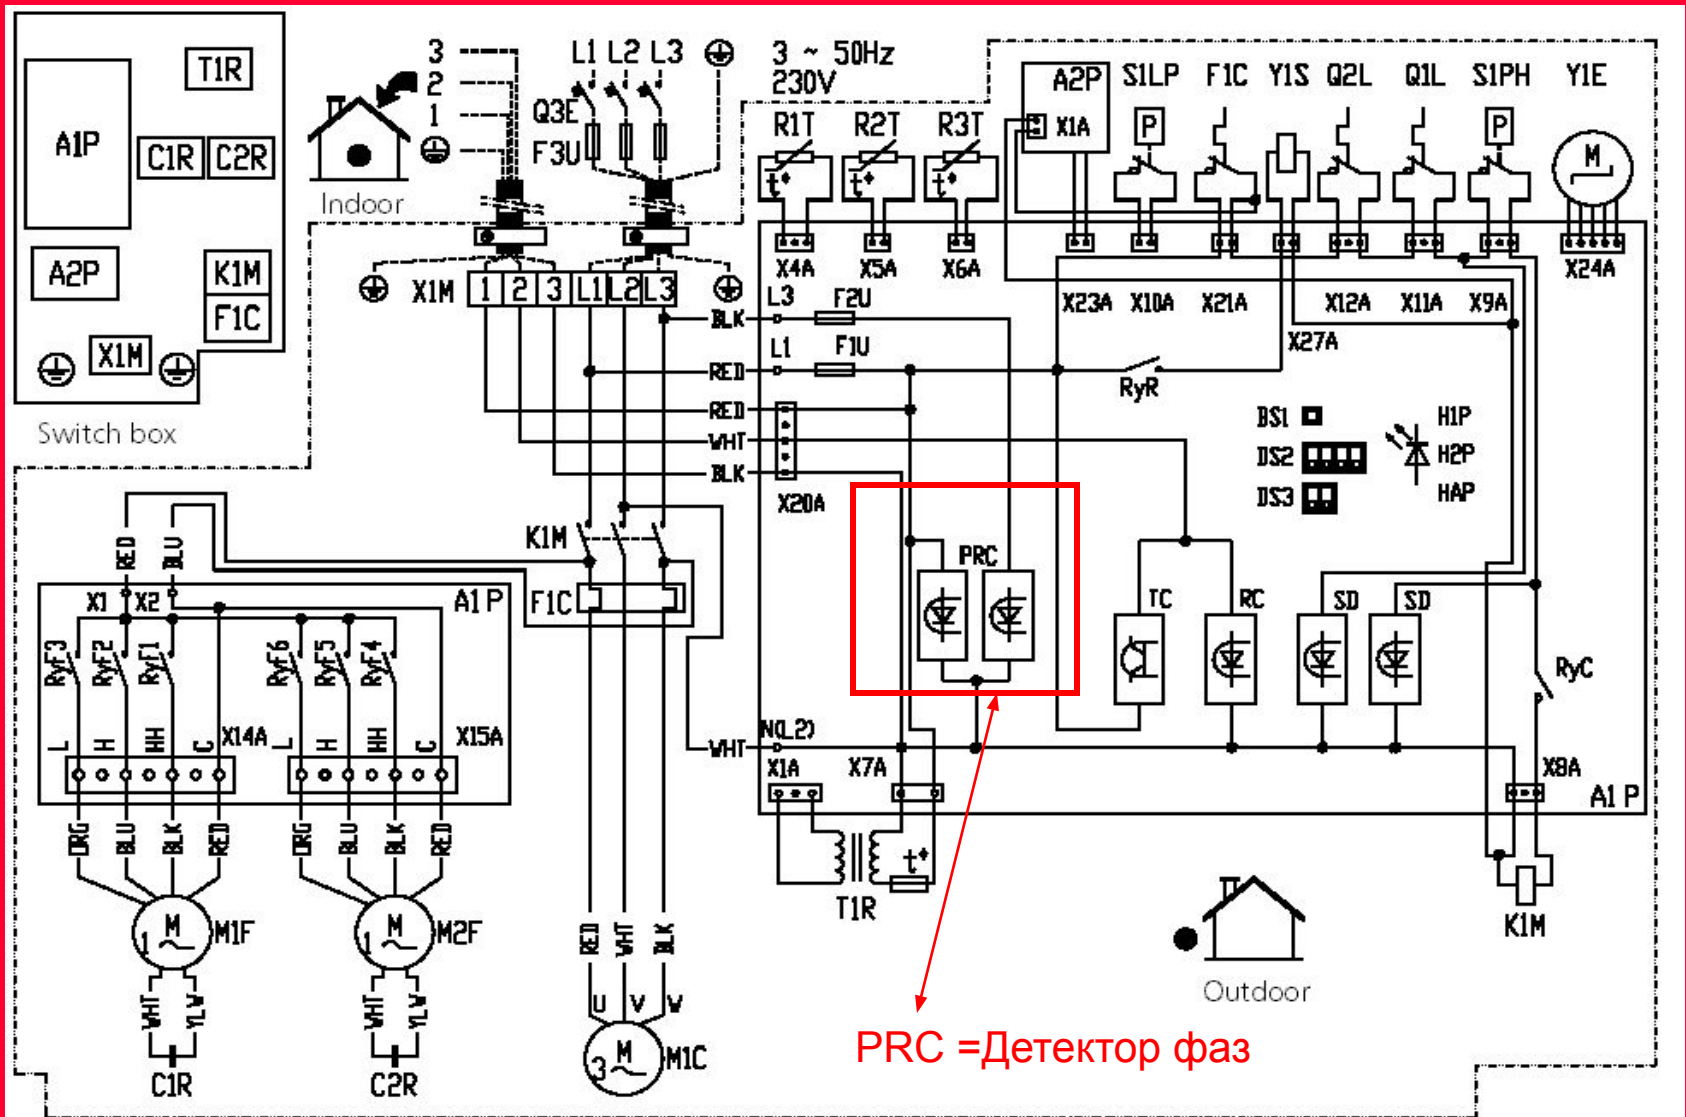 A1P
T1R
C1R C2R
A2P
K1M
F1C
X1M
Switch box
3
2
1
Indoor
L1 L2 L3
Q3E
F3U
3 ~ 50Hz
230V
R1T R2T R3T
t° t° t°
A2P
X1A
S1LP F1C Y1S Q2L Q1L S1PH Y1E
P P M
X4A X5A X6A
X23A X10A X21A X12A X11A X9A X24A
X27A
X1M 1 2 3 L1 L2 L3
BLK L3 F2U
RED L1 F1U
RyR
RED
WHT
BLK
X20A
BS1 H1P
DS2 H2P
DS3 HAP
RED BLU
K1M
F1C
X1 X2 A1P
RyF3 RyF2 RyF1 RyF6 RyF5 RyF4
L H HH C X14A L H HH C X15A
PRC
TC RC SD SD
RyC
WHT N(L2)
X1A X7A X8A
A1P
t°
T1R
K1M
ORG BLU BLK RED ORG BLU BLK RED
M 1 M1F
M 1 M2F
WHT YLW WHT YLW
C1R C2R
RED WHT BLK
U V W
M 3 M1C
Outdoor
PRC =Детектор фаз